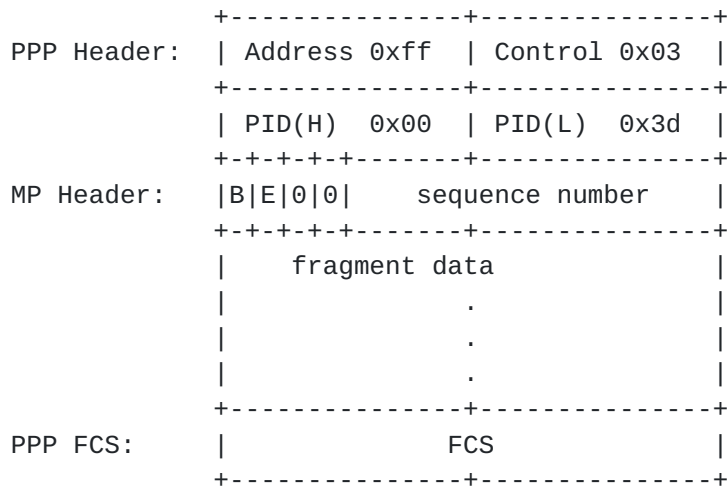 +---------------+---------------+
PPP Header: | Address 0xff | Control 0x03 |
+---------------+---------------+
| PID(H) 0x00 | PID(L) 0x3d |
+-+-+-+-+-------+---------------+
MP Header: |B|E|0|0| sequence number |
+-+-+-+-+-------+---------------+
| fragment data |
| . |
| . |
| . |
+---------------+---------------+
PPP FCS: | FCS |
+---------------+---------------+